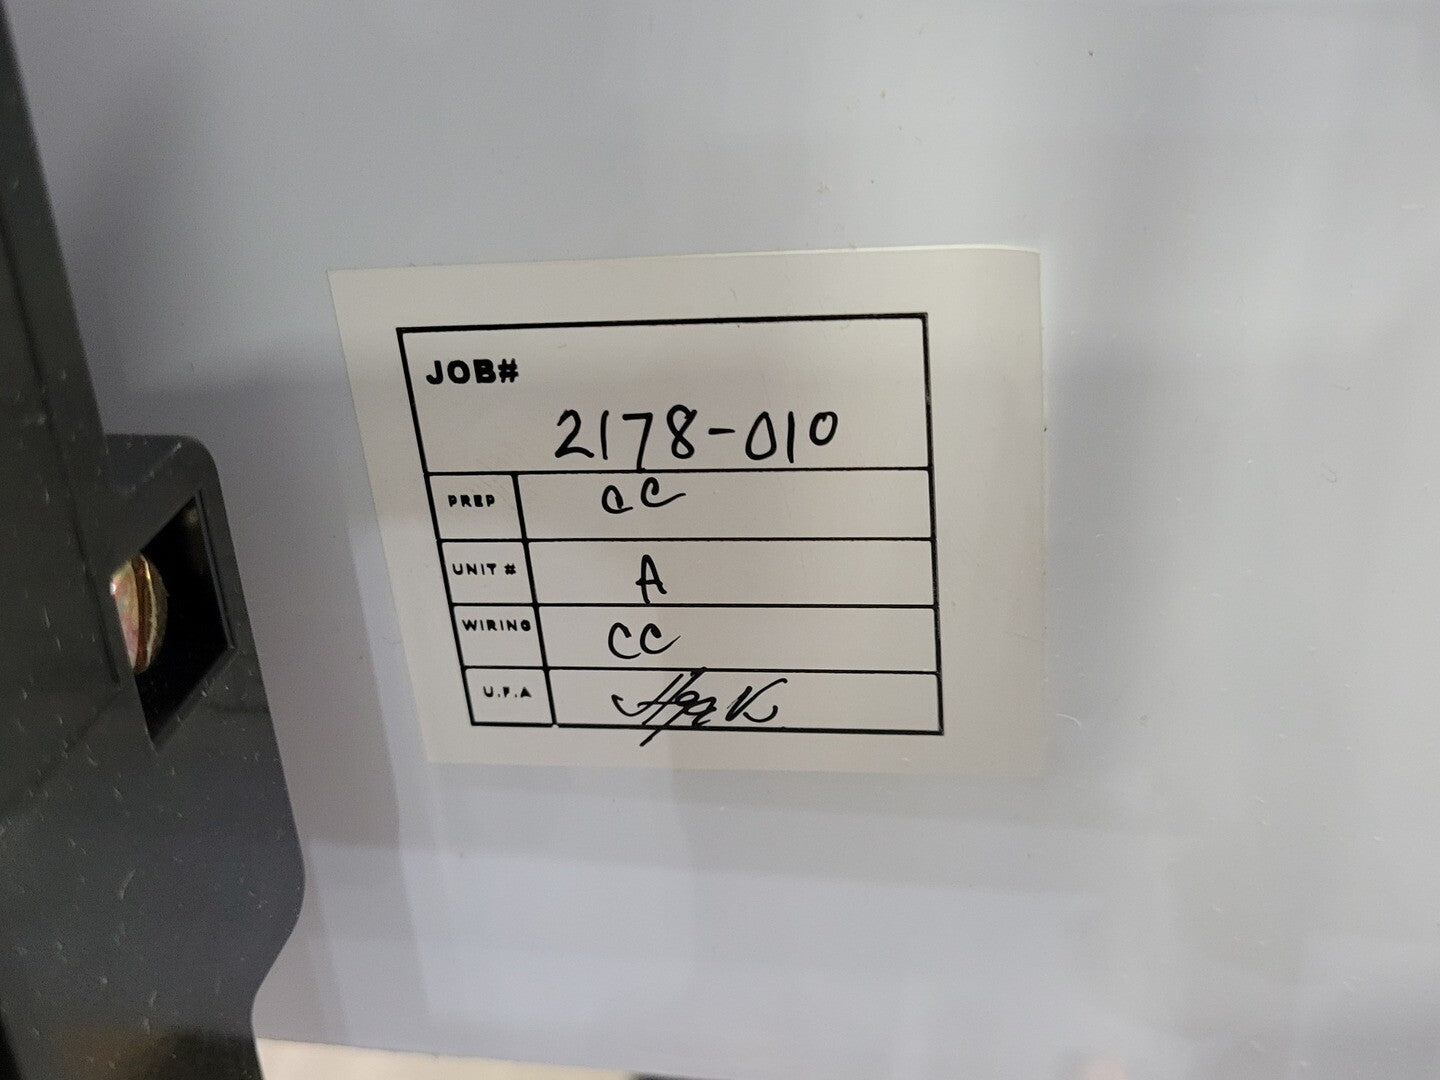 JOB#
2178-010
PREP CC
UNIT # A
WIRING CC
U.F.A